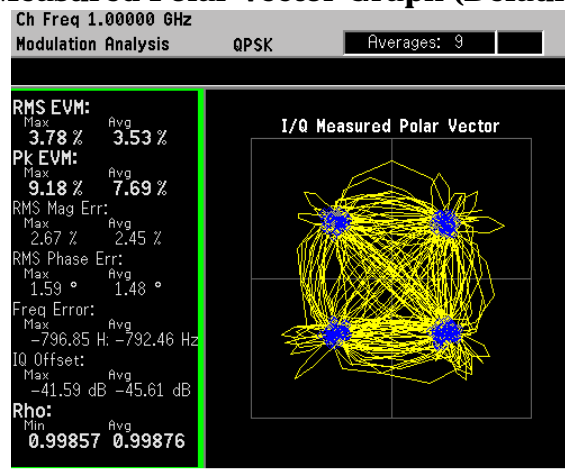 Measured Polar Vector Graph (Defaul
Ch Freq 1.00000 GHz
Modulation Analysis QPSK Averages: 9
I/Q Measured Polar Vector
RMS EVM:
Max Avg
3.78 % 3.53 %
Pk EVM:
Max Avg
9.18 % 7.69 %
RMS Mag Err:
Max Avg
2.67 % 2.45 %
RMS Phase Err:
Max Avg
1.59 ° 1.48 °
Freq Error:
Max Avg
-796.85 H: -792.46 Hz
IQ Offset:
Max Avg
-41.59 dB -45.61 dB
Rho:
Min Avg
0.99857 0.99876